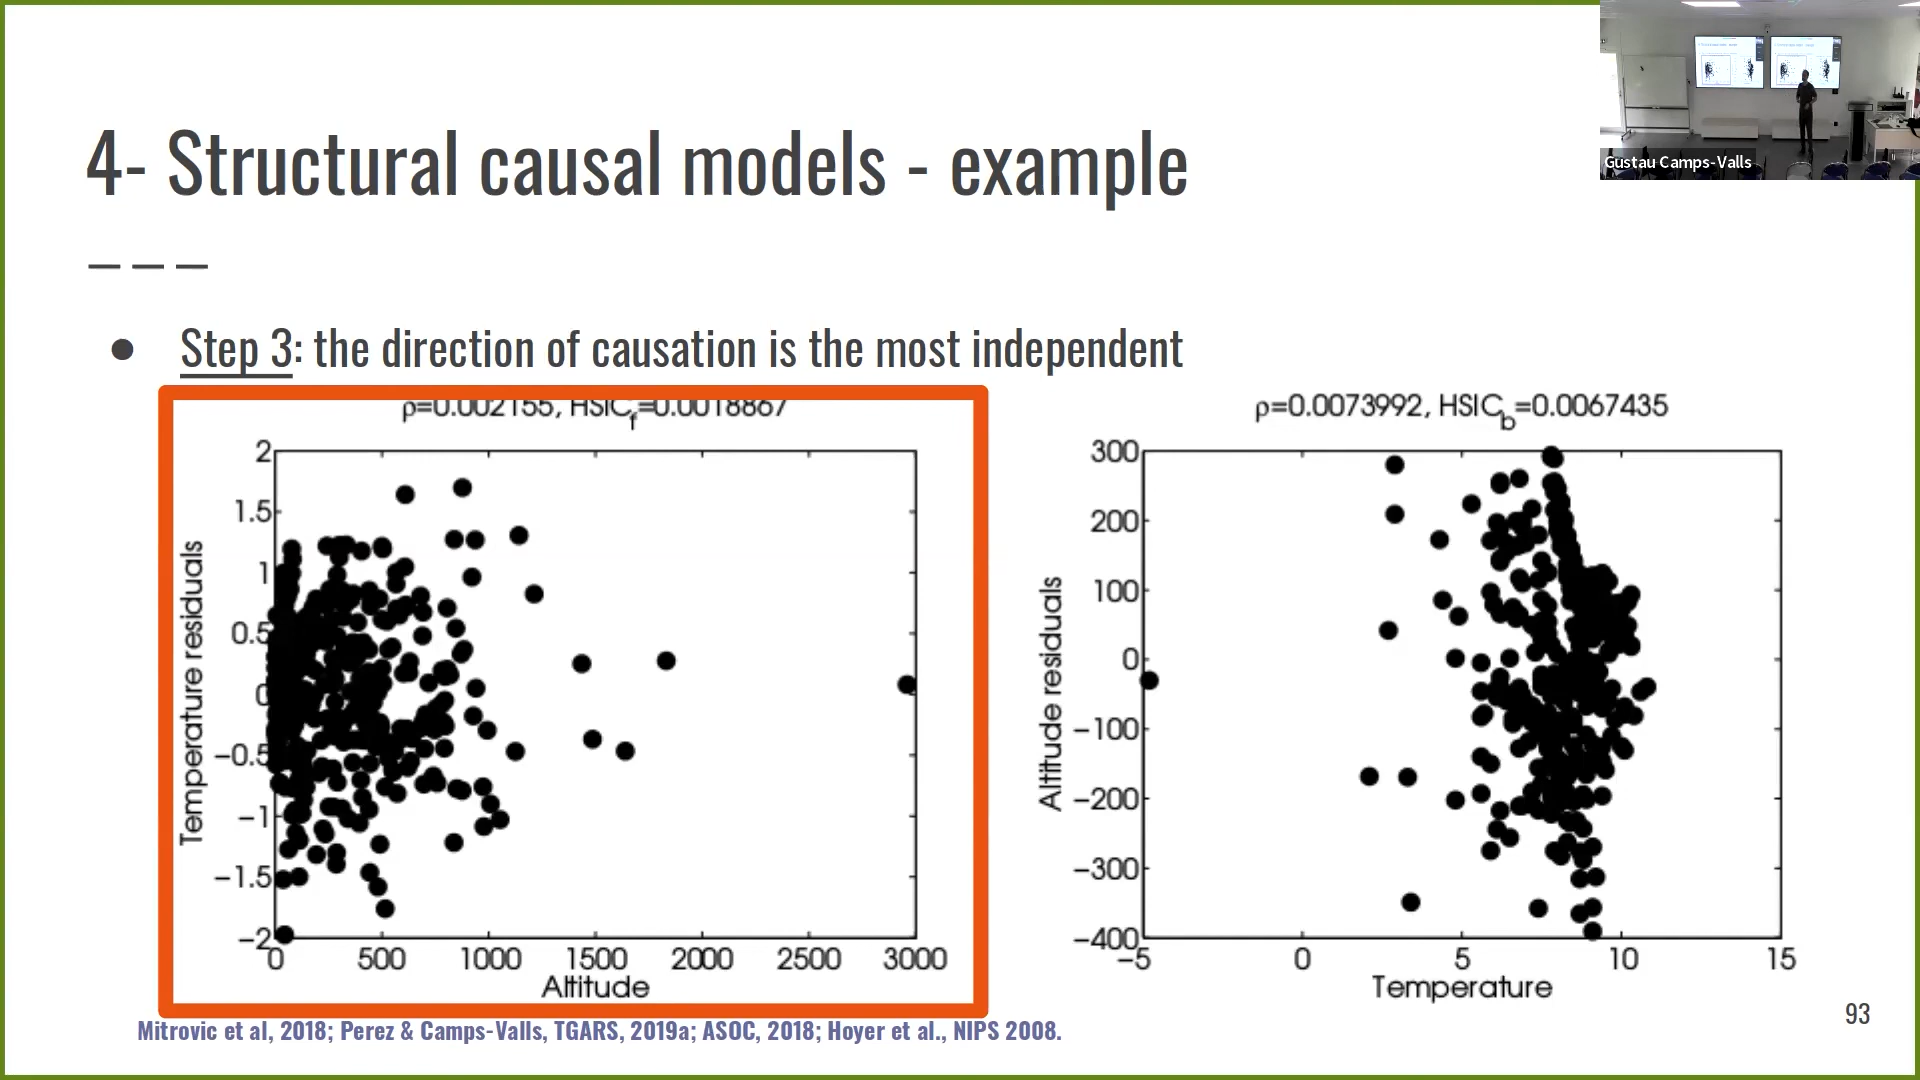 Gustau Camps-Valls
4- Structural causal models - example
● Step 3: the direction of causation is the most independent
ρ=0.002155, HSICf=0.0018867
2
1.5
1
0.5
0
−0.5
−1
−1.5
−2
Temperature residuals
0 500 1000 1500 2000 2500 3000
Altitude
ρ=0.0073992, HSICb=0.0067435
300
200
100
0
−100
−200
−300
−400
Altitude residuals
−5 0 5 10 15
Temperature
93
Mitrovic et al, 2018; Perez & Camps-Valls, TGARS, 2019a; ASOC, 2018; Hoyer et al., NIPS 2008.